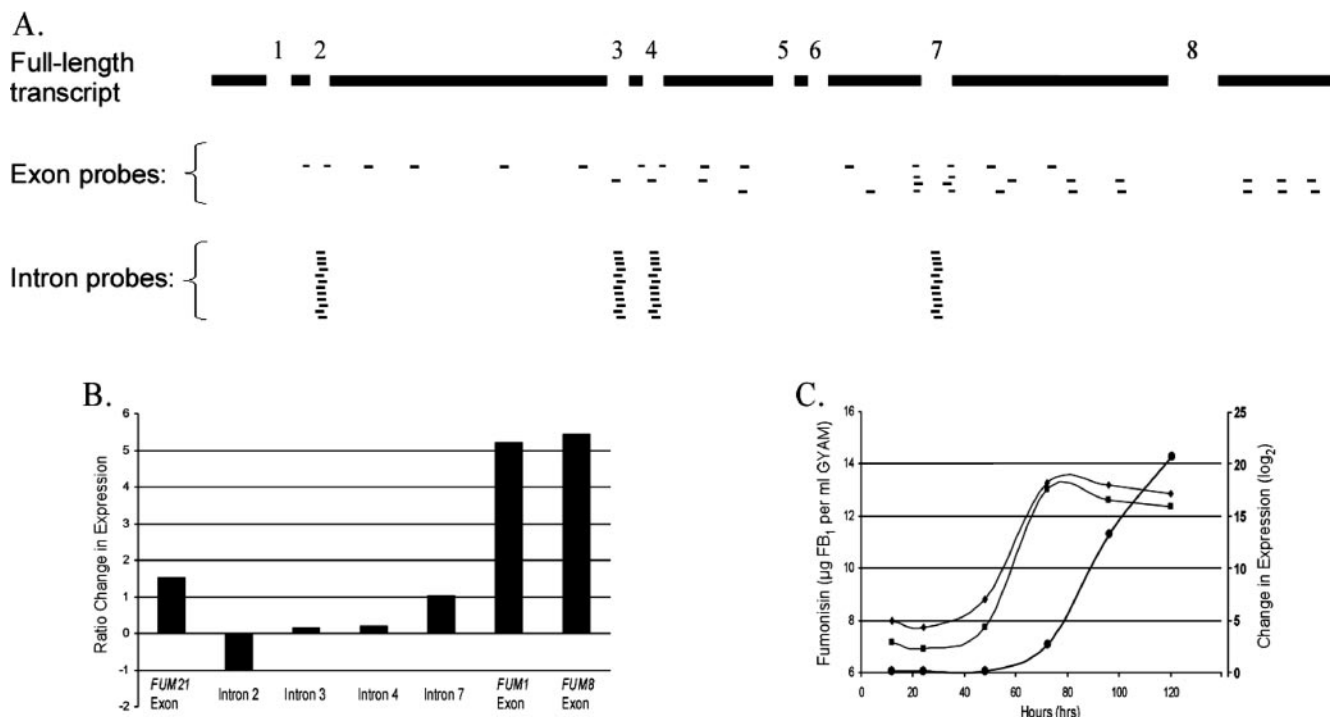 A.
1 2 3 4 5 6 7 8
Full-length
transcript
Exon probes:
Intron probes:
B.
Ratio Change in Expression
6
5
4
3
2
1
0
-1
-2
FUM21
Exon
Intron 2
Intron 3
Intron 4
Intron 7
FUM1
Exon
FUM8
Exon
C.
Fumonisin (µg FB₁ per ml GYAM)
16
14
12
10
8
6
0 20 40 60 80 100 120
Hours (hrs)
25
20
15
10
5
0
Change in Expression (log₂)